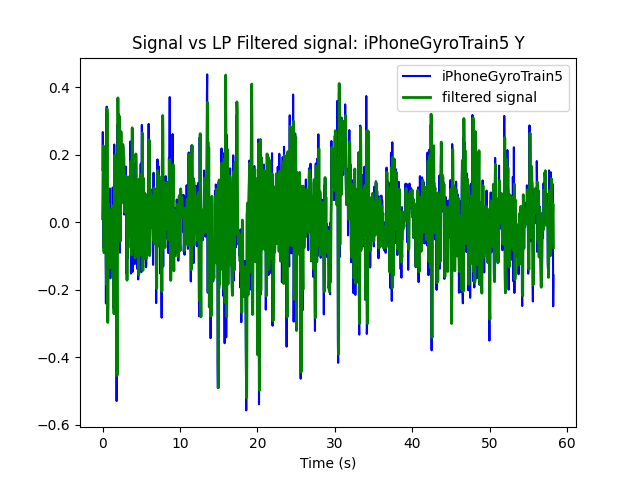 Signal vs LP Filtered signal: iPhoneGyroTrain5 Y
iPhoneGyroTrain5
filtered signal
0.4
0.2
0.0
−0.2
−0.4
−0.6
0 10 20 30 40 50 60
Time (s)